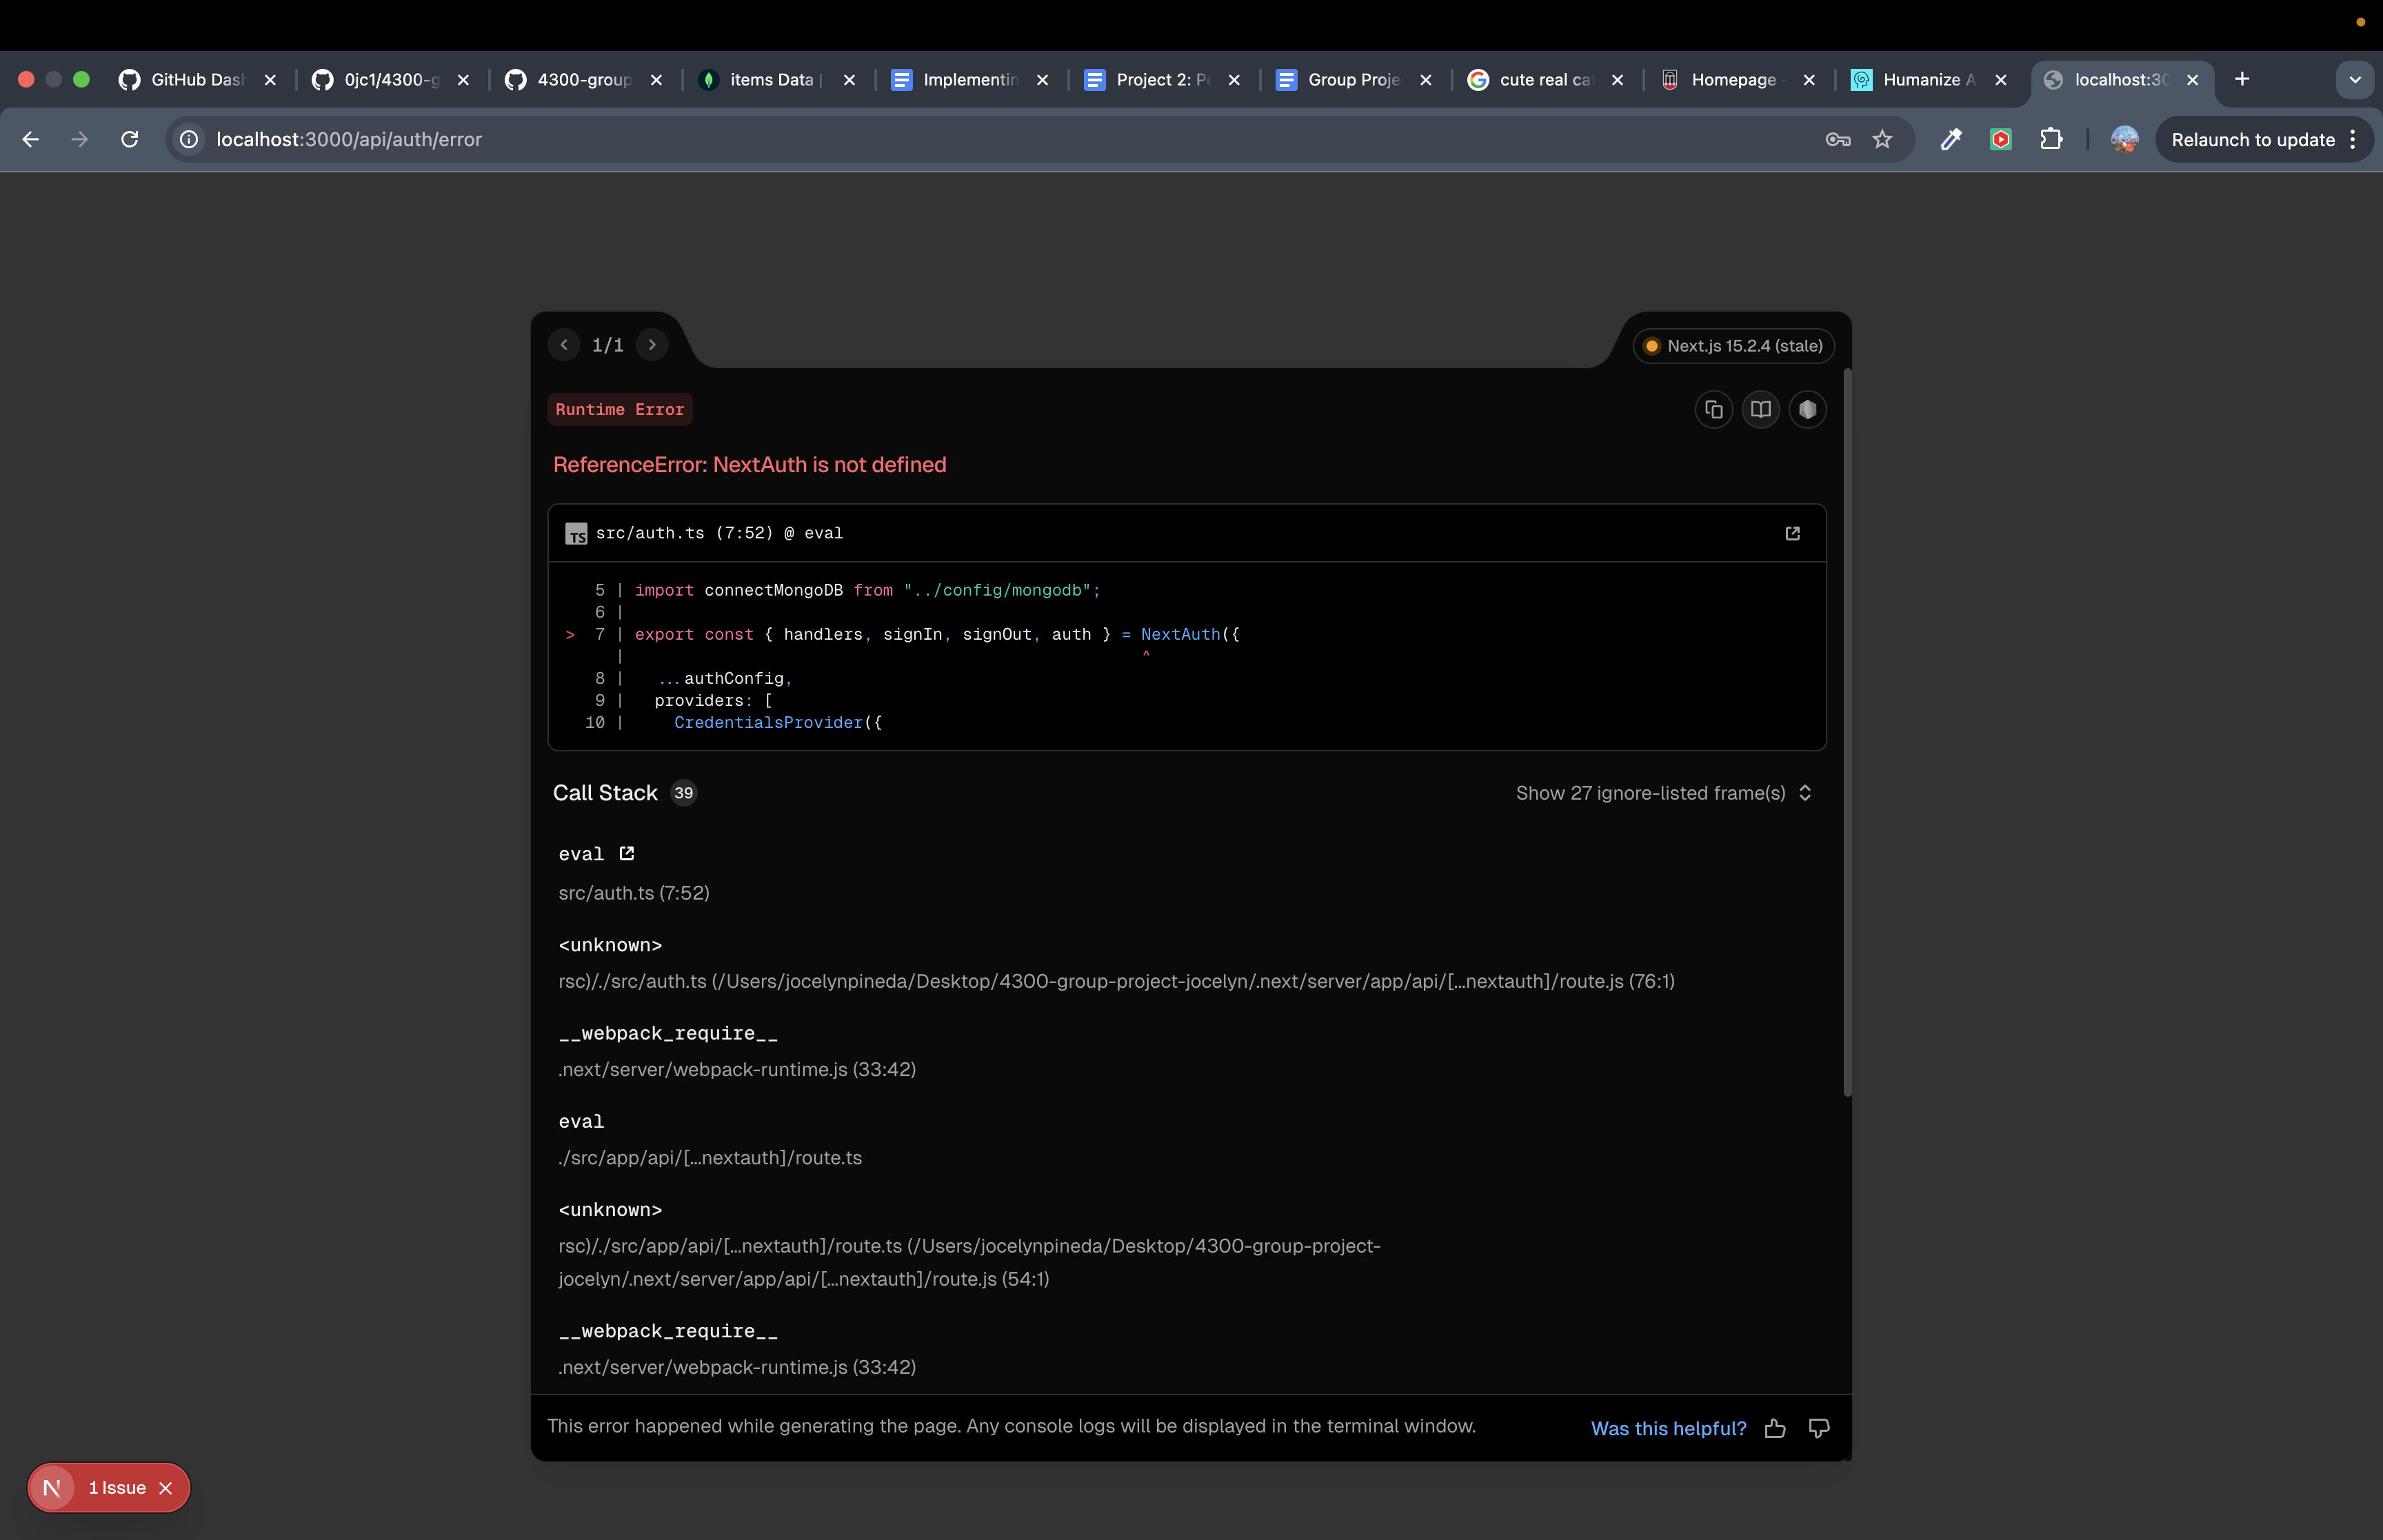 GitHub Dash
0jc1/4300-g
4300-group
items Data |
Implementin
Project 2: Pe
Group Proje
cute real ca
Homepage -
Humanize A
localhost:30
localhost:3000/api/auth/error
Relaunch to update
1/1
Next.js 15.2.4 (stale)
Runtime Error
ReferenceError: NextAuth is not defined
TS src/auth.ts (7:52) @ eval
5 | import connectMongoDB from "../config/mongodb";
6 |
> 7 | export const { handlers, signIn, signOut, auth } = NextAuth({
| ^
8 | ...authConfig,
9 | providers: [
10 | CredentialsProvider({
Call Stack 39
Show 27 ignore-listed frame(s)
eval
src/auth.ts (7:52)
<unknown>
rsc)/./src/auth.ts (/Users/jocelynpineda/Desktop/4300-group-project-jocelyn/.next/server/app/api/[...nextauth]/route.js (76:1)
__webpack_require__
.next/server/webpack-runtime.js (33:42)
eval
./src/app/api/[...nextauth]/route.ts
<unknown>
rsc)/./src/app/api/[...nextauth]/route.ts (/Users/jocelynpineda/Desktop/4300-group-project-
jocelyn/.next/server/app/api/[...nextauth]/route.js (54:1)
__webpack_require__
.next/server/webpack-runtime.js (33:42)
This error happened while generating the page. Any console logs will be displayed in the terminal window.
Was this helpful?
N 1 Issue